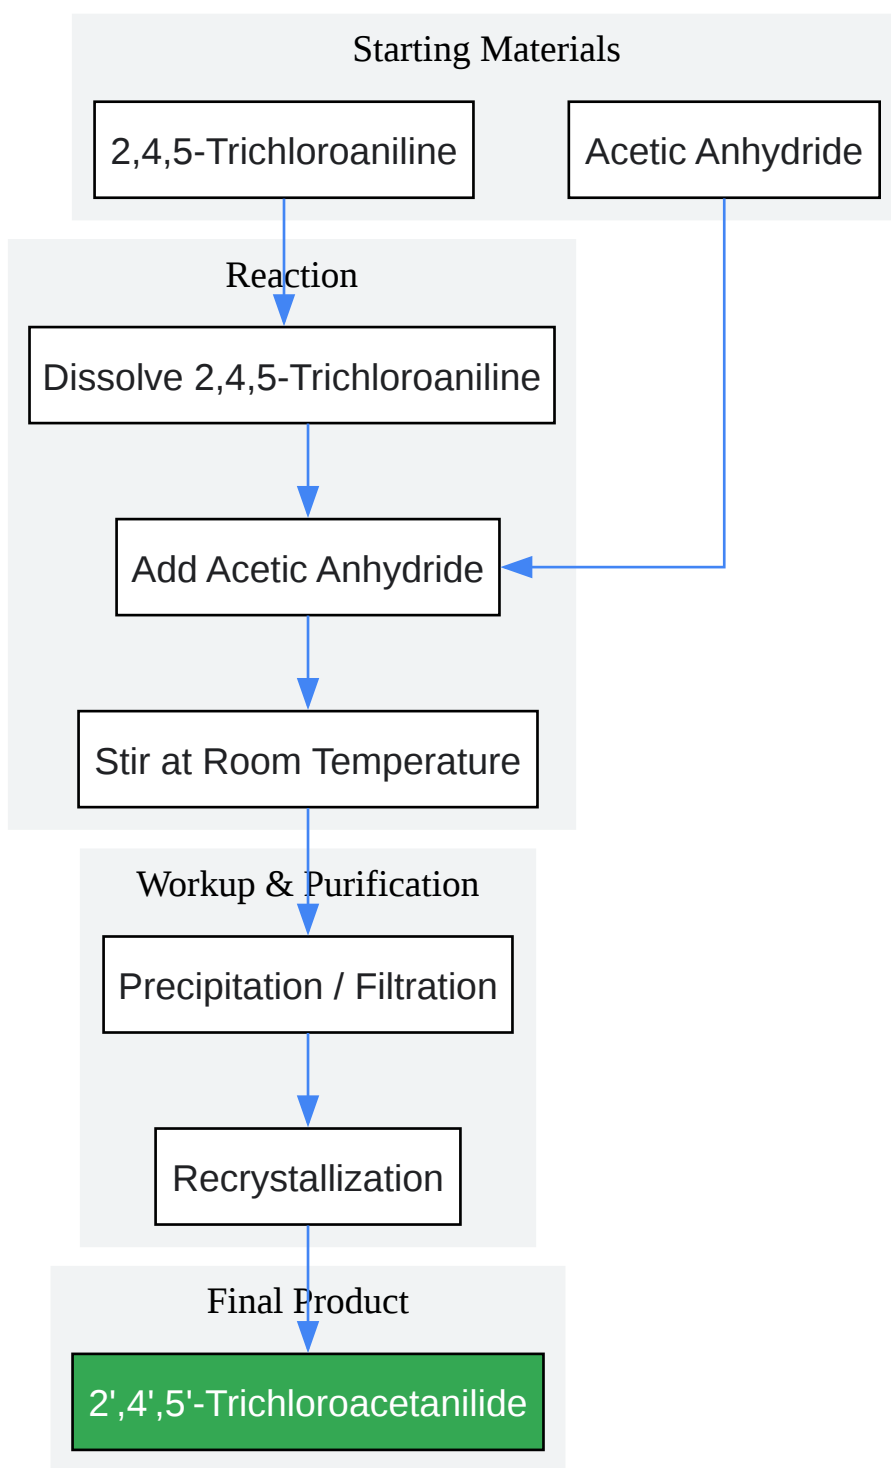 Starting Materials
2,4,5-Trichloroaniline
Acetic Anhydride
Reaction
Dissolve 2,4,5-Trichloroaniline
Add Acetic Anhydride
Stir at Room Temperature
Workup & Purification
Precipitation / Filtration
Recrystallization
Final Product
2',4',5'-Trichloroacetanilide